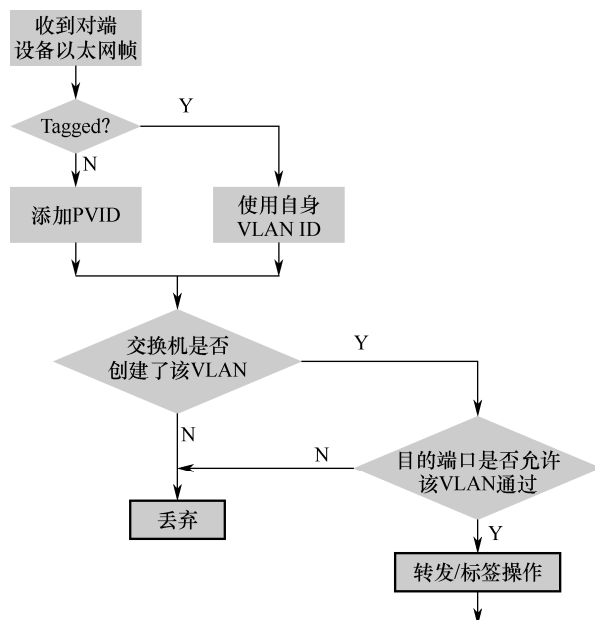 收到对端
设备以太网帧
Tagged?
Y
N
添加PVID
使用自身
VLAN ID
交换机是否
创建了该VLAN
Y
N
目的端口是否允许
该VLAN通过
N
丢弃
Y
转发/标签操作